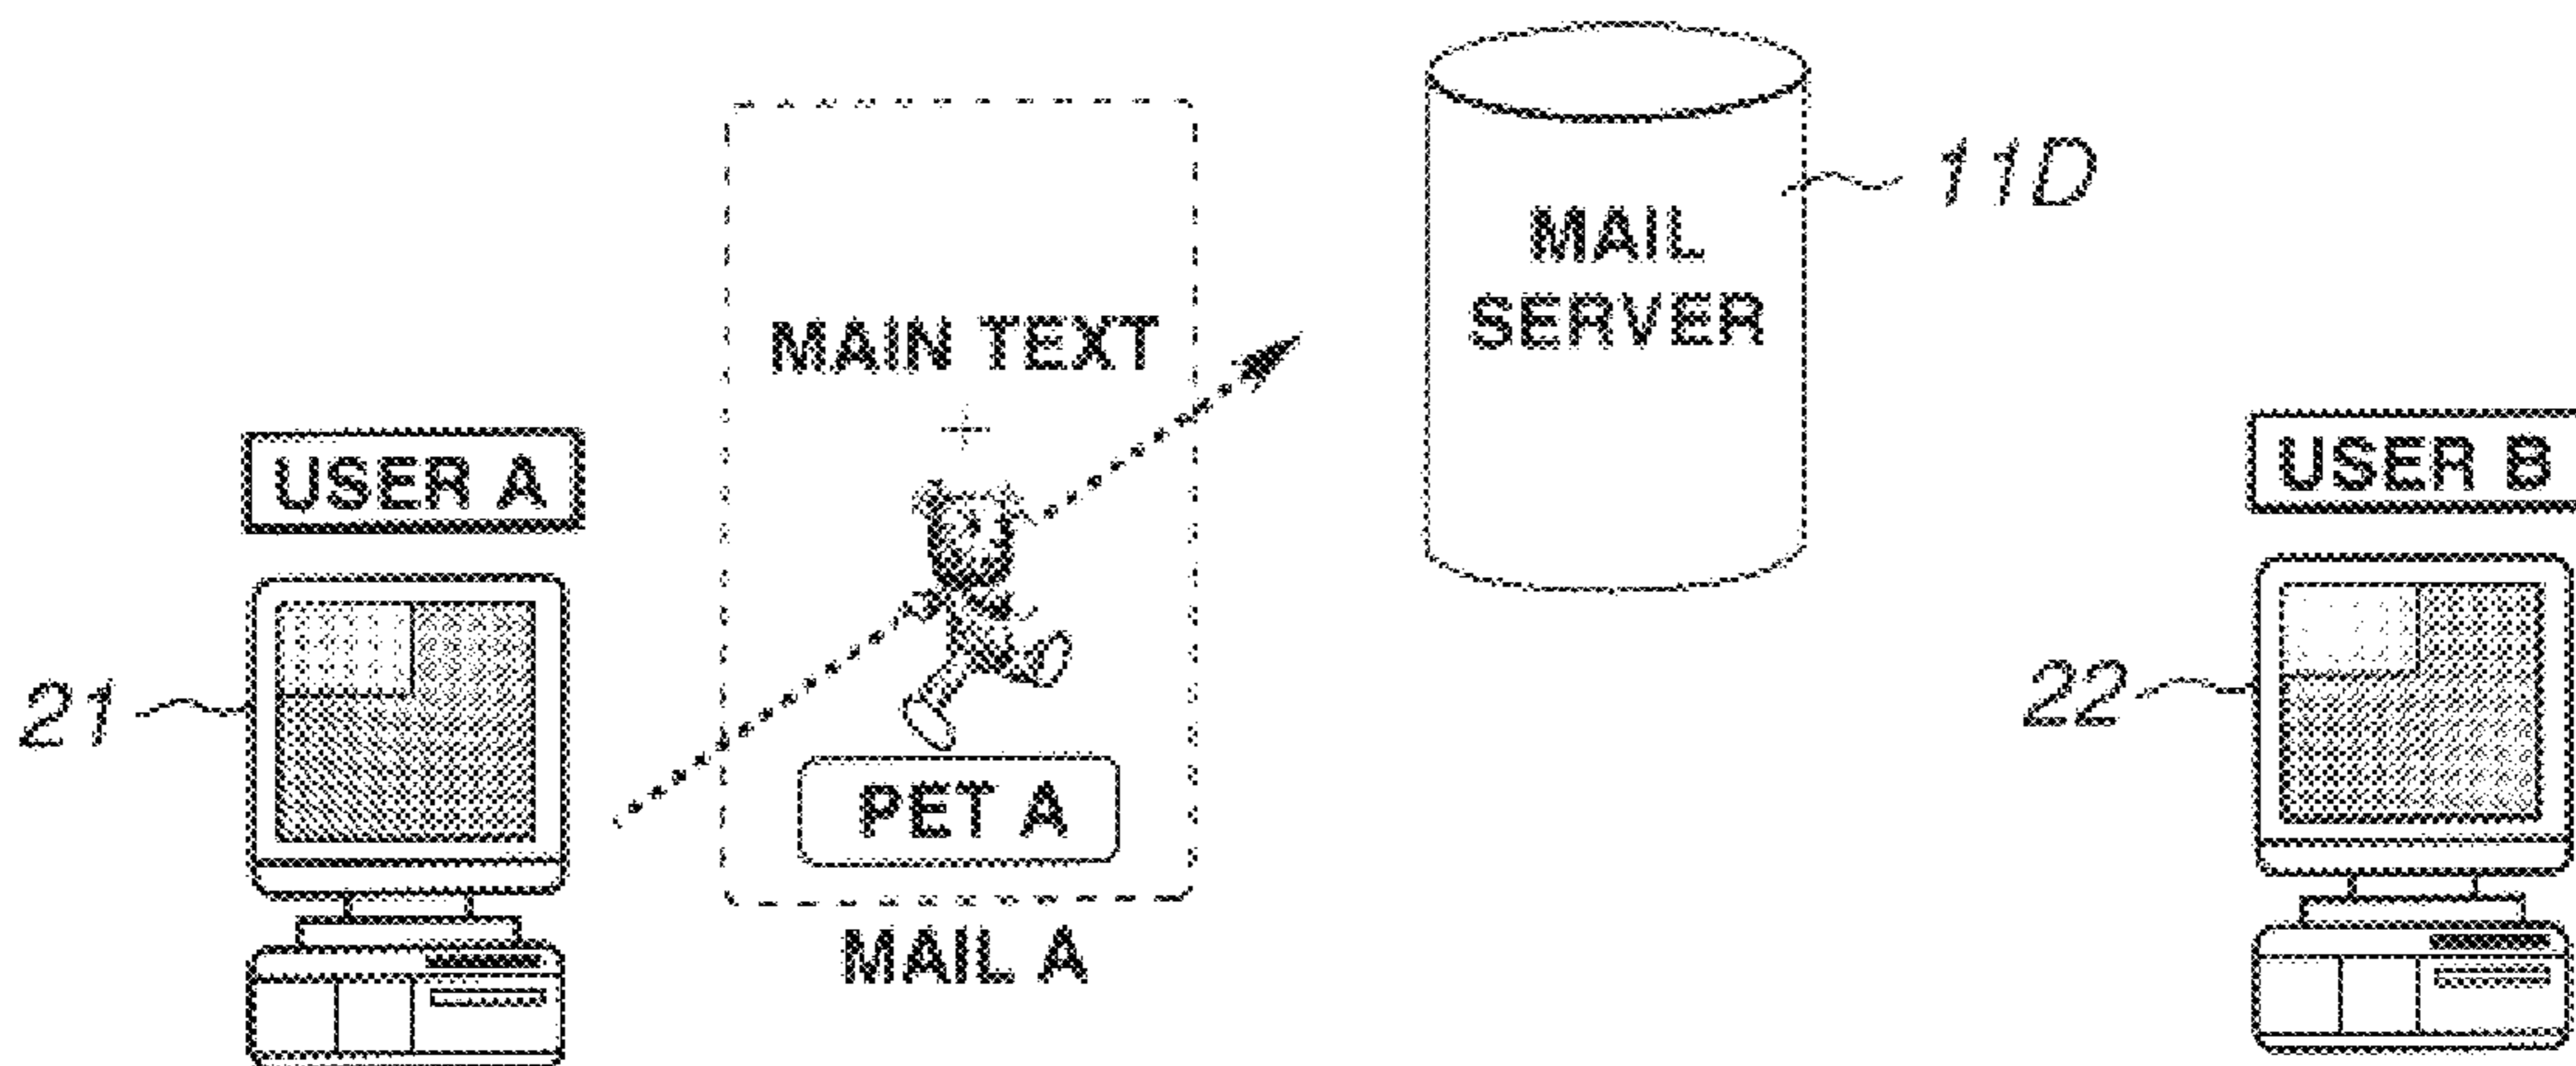 11D
MAIL
SERVER
MAIN TEXT
+
USER A
USER B
21
22
PET A
MAIL A